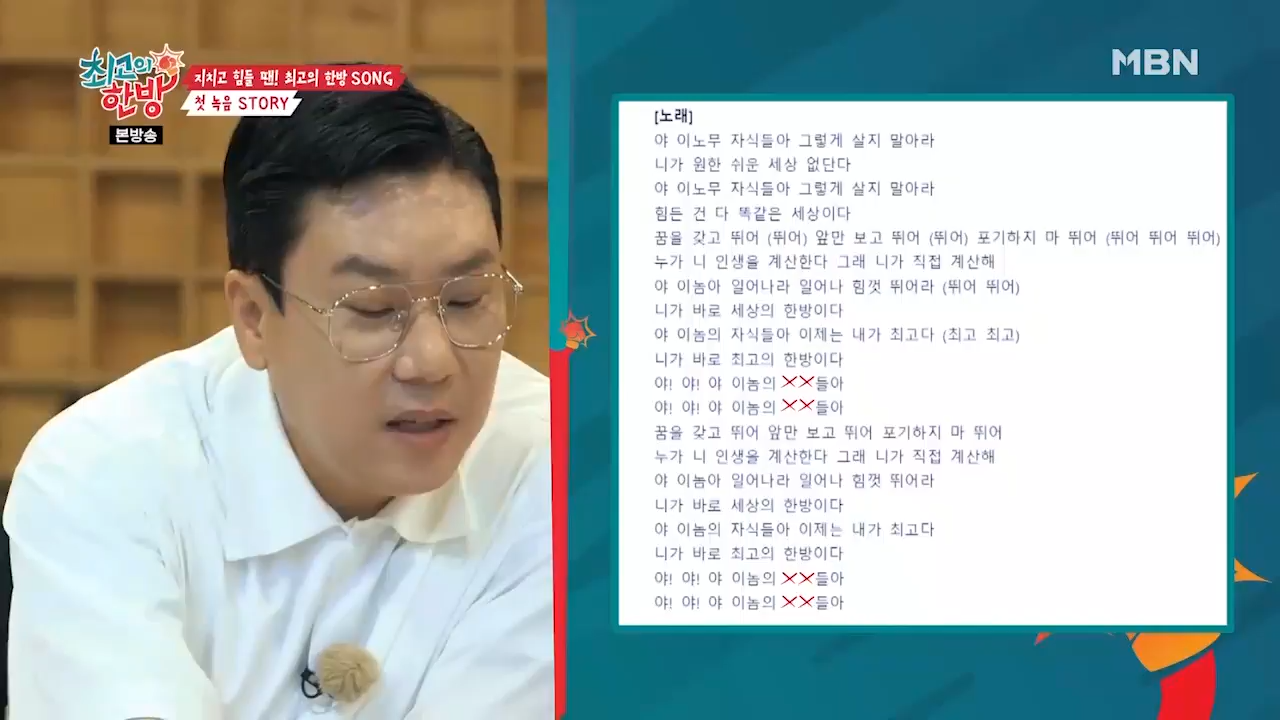 최고의
한방
본방송
지치고 힘들 땐! 최고의 한방 SONG
첫 녹음 STORY
MBN
[노래]
야 이노무 자식들아 그렇게 살지 말아라
니가 원한 쉬운 세상 없단다
야 이노무 자식들아 그렇게 살지 말아라
힘든 건 다 똑같은 세상이다
꿈을 갖고 뛰어 (뛰어) 앞만 보고 뛰어 (뛰어) 포기하지 마 뛰어 (뛰어 뛰어 뛰어)
누가 니 인생을 계산한다 그래 니가 직접 계산해
야 이놈아 일어나라 일어나 힘껏 뛰어라 (뛰어 뛰어)
니가 바로 세상의 한방이다
야 이놈의 자식들아 이제는 내가 최고다 (최고 최고)
니가 바로 최고의 한방이다
야! 야! 야 이놈의 ××들아
야! 야! 야 이놈의 ××들아
꿈을 갖고 뛰어 앞만 보고 뛰어 포기하지 마 뛰어
누가 니 인생을 계산한다 그래 니가 직접 계산해
야 이놈아 일어나라 일어나 힘껏 뛰어라
니가 바로 세상의 한방이다
야 이놈의 자식들아 이제는 내가 최고다
니가 바로 최고의 한방이다
야! 야! 야 이놈의 ××들아
야! 야! 야 이놈의 ××들아